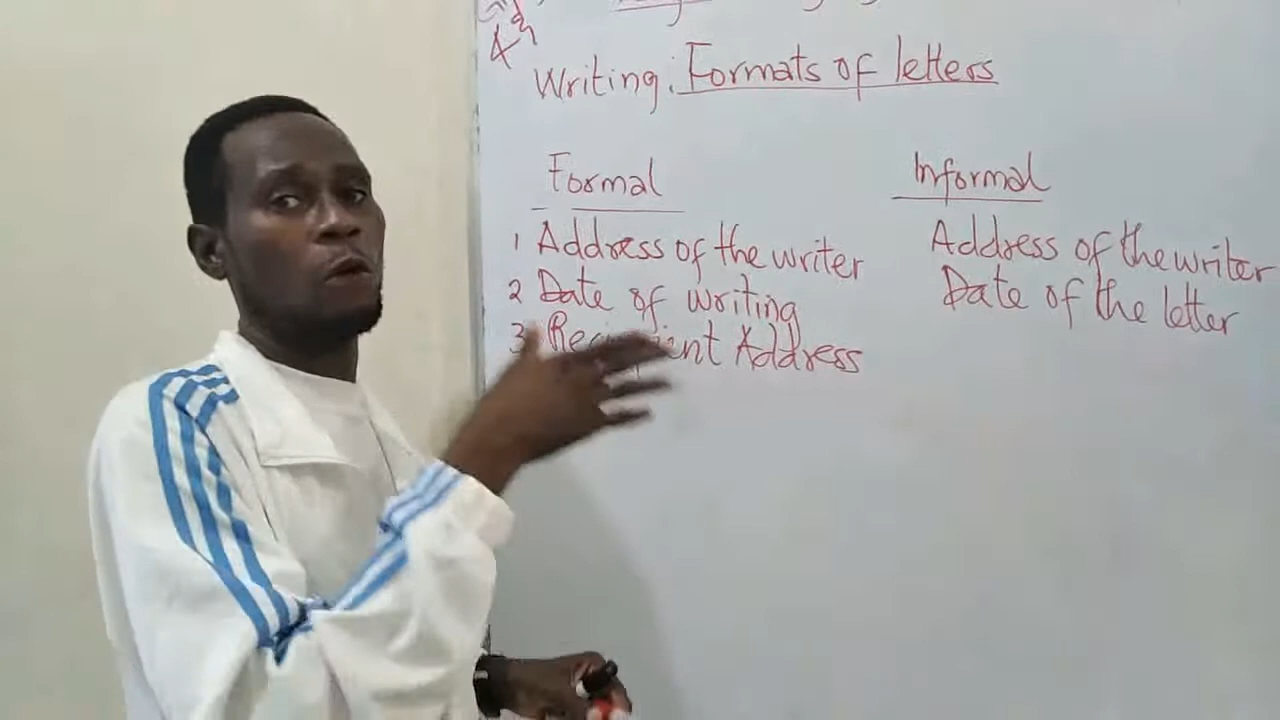 4th
Writing: Formats of letters
Formal
1 Address of the writer
2 Date of writing
3 Recipient Address
Informal
Address of the writer
Date of the letter